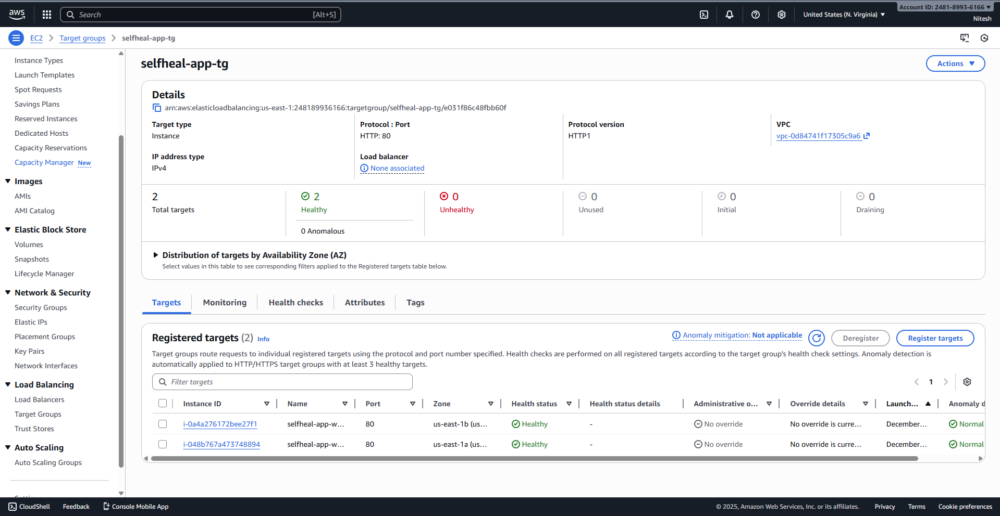 aws
Search [Alt+S]
United States (N. Virginia)
Account ID: 2481-8993-6166
Nitesh
EC2 Target groups selfheal-app-tg
Instance Types
Launch Templates
Spot Requests
Savings Plans
Reserved Instances
Dedicated Hosts
Capacity Reservations
Capacity Manager New
Images
AMIs
AMI Catalog
Elastic Block Store
Volumes
Snapshots
Lifecycle Manager
Network & Security
Security Groups
Elastic IPs
Placement Groups
Key Pairs
Network Interfaces
Load Balancing
Load Balancers
Target Groups
Trust Stores
Auto Scaling
Auto Scaling Groups
selfheal-app-tg
Actions
Details
arn:aws:elasticloadbalancing:us-east-1:248189936166:targetgroup/selfheal-app-tg/e031f86c48fbb60f
Target type
Instance
Protocol : Port
HTTP: 80
Protocol version
HTTP1
VPC
vpc-0d84741f17305c9a6
IP address type
IPv4
Load balancer
None associated
2
Total targets
2
Healthy
0 Anomalous
0
Unhealthy
0
Unused
0
Initial
0
Draining
Distribution of targets by Availability Zone (AZ)
Select values in this table to see corresponding filters applied to the Registered targets table below.
Targets Monitoring Health checks Attributes Tags
Registered targets (2) Info
Anomaly mitigation: Not applicable
Deregister
Register targets
Target groups route requests to individual registered targets using the protocol and port number specified. Health checks are performed on all registered targets according to the target group's health check settings. Anomaly detection is
automatically applied to HTTP/HTTPS target groups with at least 3 healthy targets.
Filter targets
1
Instance ID Name Port Zone Health status Health status details Administrative o... Override details Launch... Anomaly d
i-0a4a276172bee27f1 selfheal-app-w... 80 us-east-1b (us... Healthy - No override No override is curre... December... Normal
i-048b767a473748894 selfheal-app-w... 80 us-east-1a (us... Healthy - No override No override is curre... December... Normal
CloudShell Feedback Console Mobile App
© 2025, Amazon Web Services, Inc. or its affiliates. Privacy Terms Cookie preferences